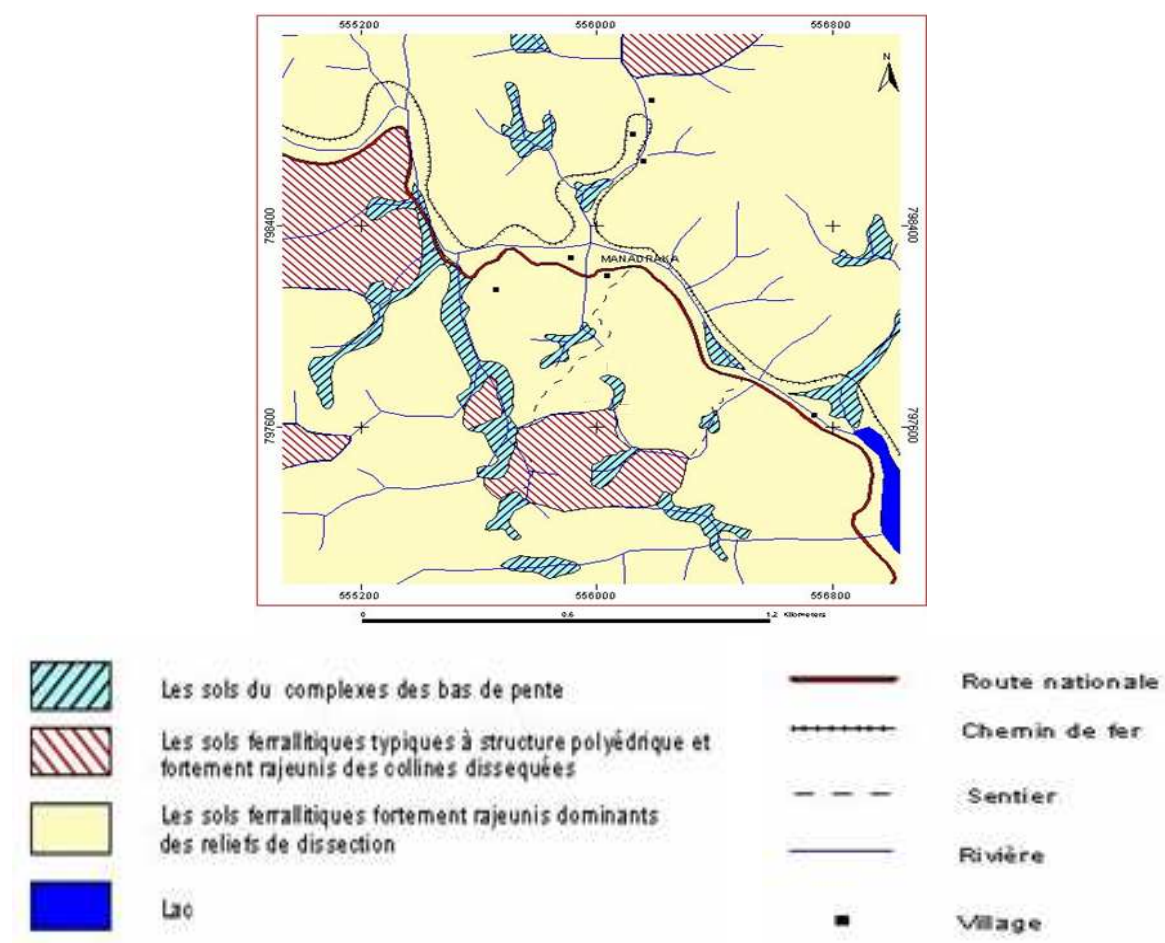 555200 556000 556800
N
798400 798400
MANADRAKA
797600 797600
555200 556000 556800
0 0.6 1.2 Kilometers
Les sols du complexes des bas de pente
Les sols ferrallitiques typiques à structure polyédrique et
fortement rajeunis des collines dissequées
Les sols ferrallitiques fortement rajeunis dominants
des reliefs de dissection
Lac
Route nationale
Chemin de fer
Sentier
Rivière
Village